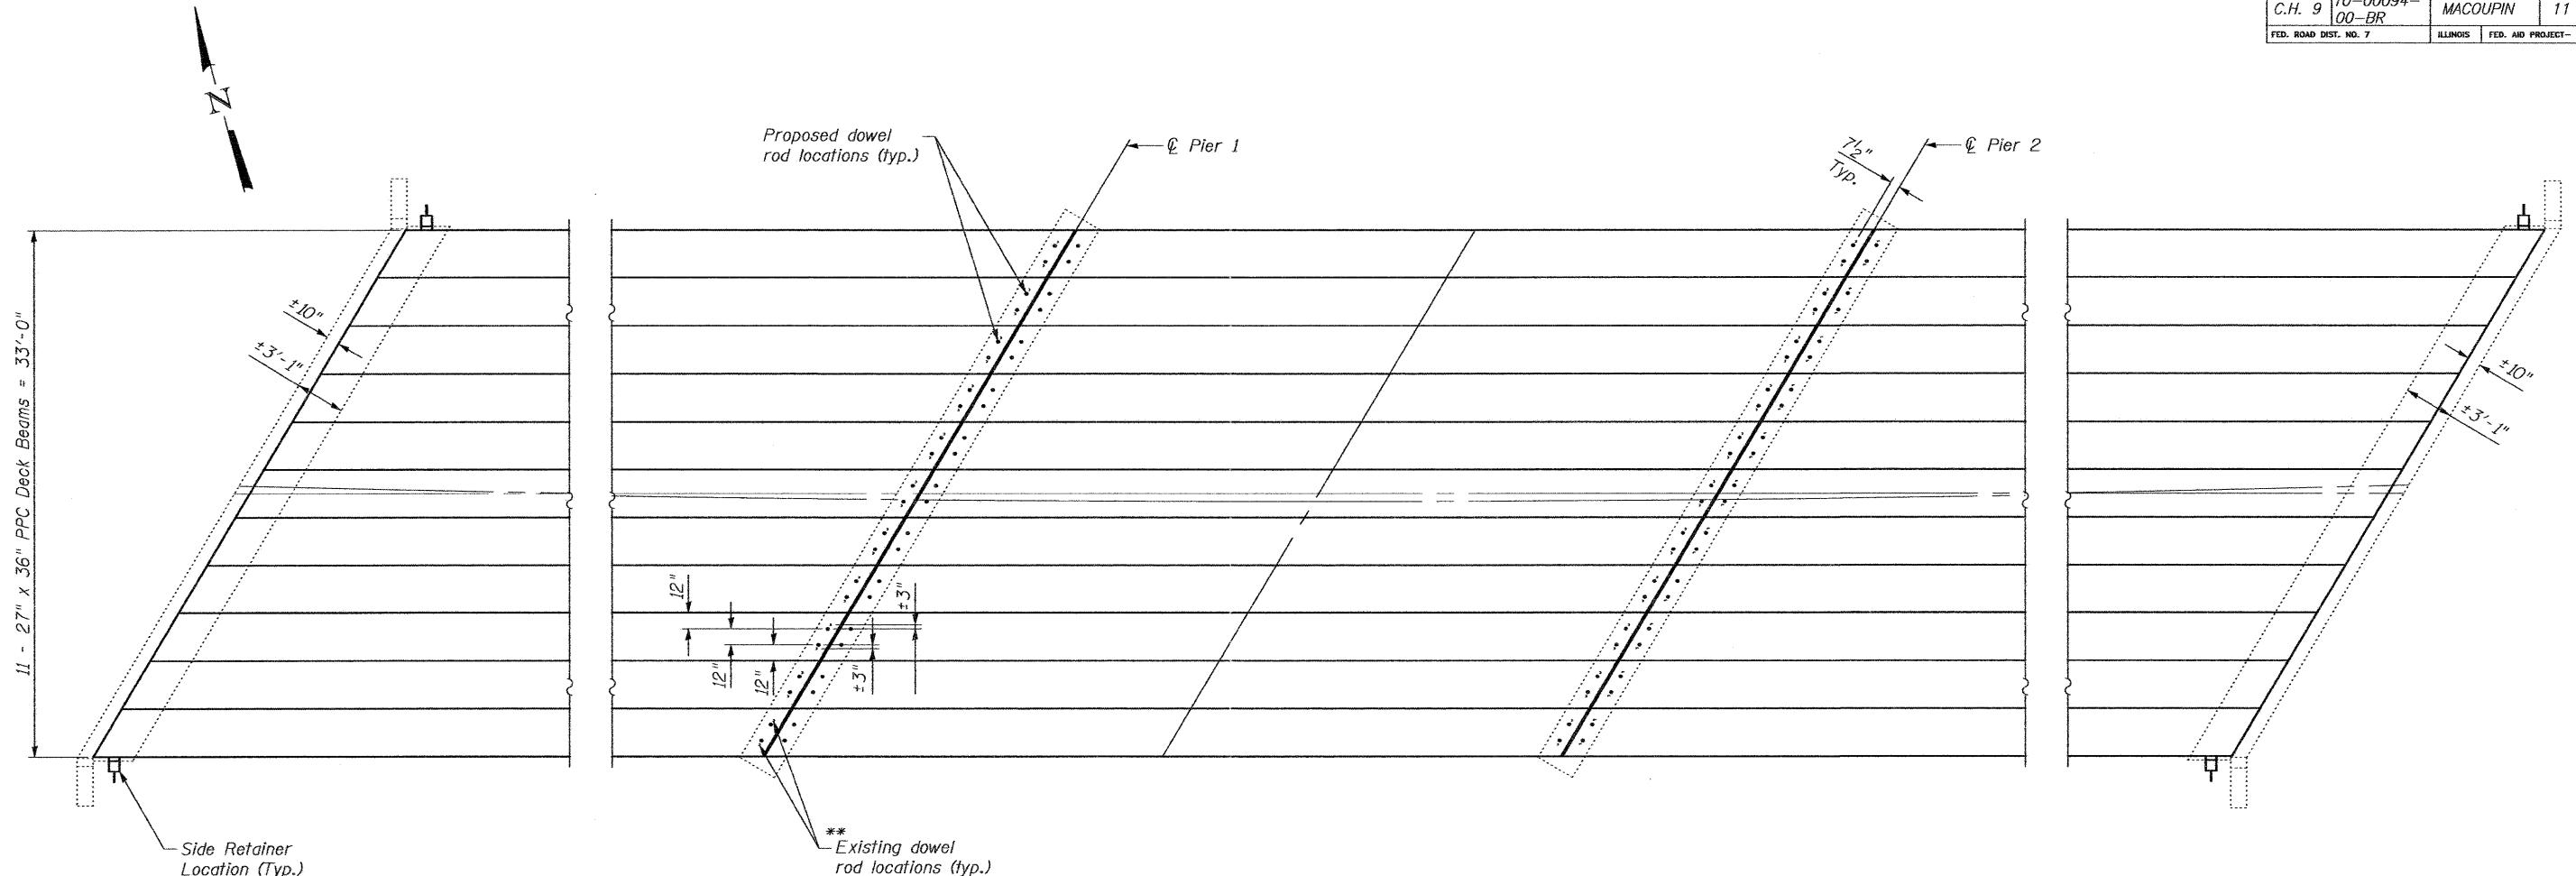 C.H. 9
10-00094-
00-BR
MACOUPIN
11
FED. ROAD DIST. NO. 7
ILLINOIS
FED. AID PROJECT-
N
Proposed dowel
rod locations (typ.)
℄ Pier 1
7½"
Typ.
℄ Pier 2
±10"
±3'-1"
±10"
±3'-1"
11 - 27" x 36" PPC Deck Beams = 33'-0"
12"
±3"
12"
12"
±3"
Side Retainer
Location (Typ.)
**
Existing dowel
rod locations (typ.)